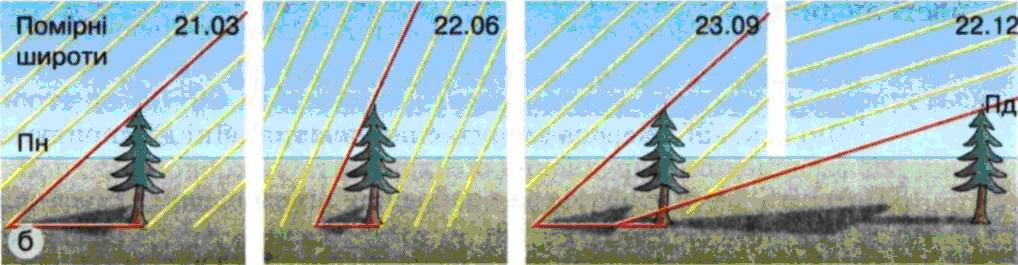 Помірні
широти
21.03
22.06
23.09
22.12
Пн
Пд
б